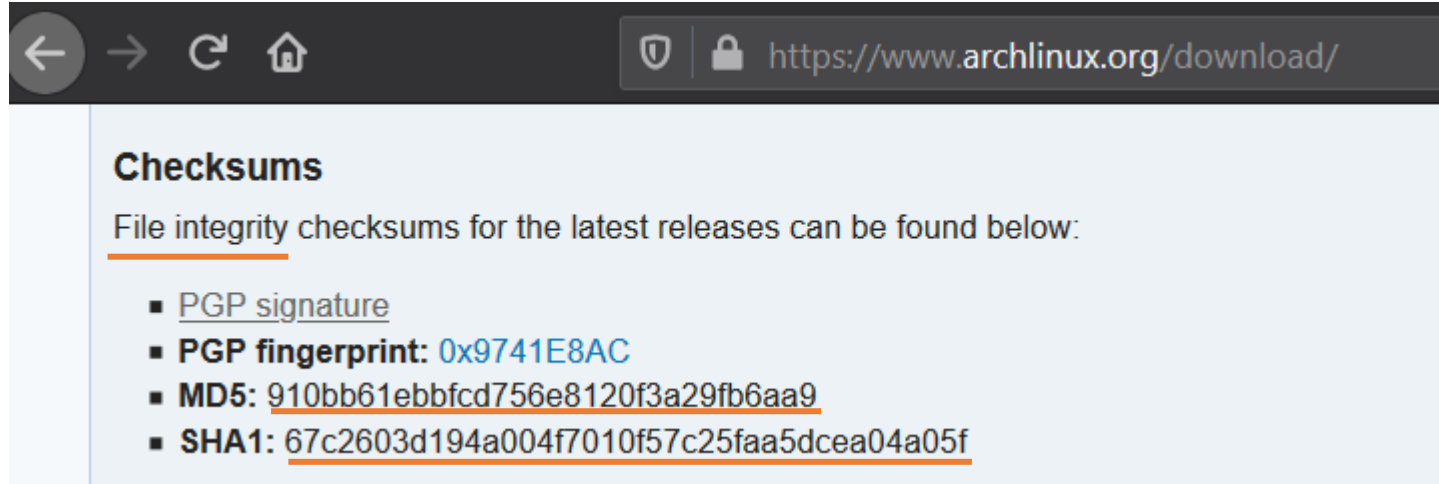 https://www.archlinux.org/download/
Checksums
File integrity checksums for the latest releases can be found below:
PGP signature
PGP fingerprint: 0x9741E8AC
MD5: 910bb61ebbfcd756e8120f3a29fb6aa9
SHA1: 67c2603d194a004f7010f57c25faa5dcea04a05f